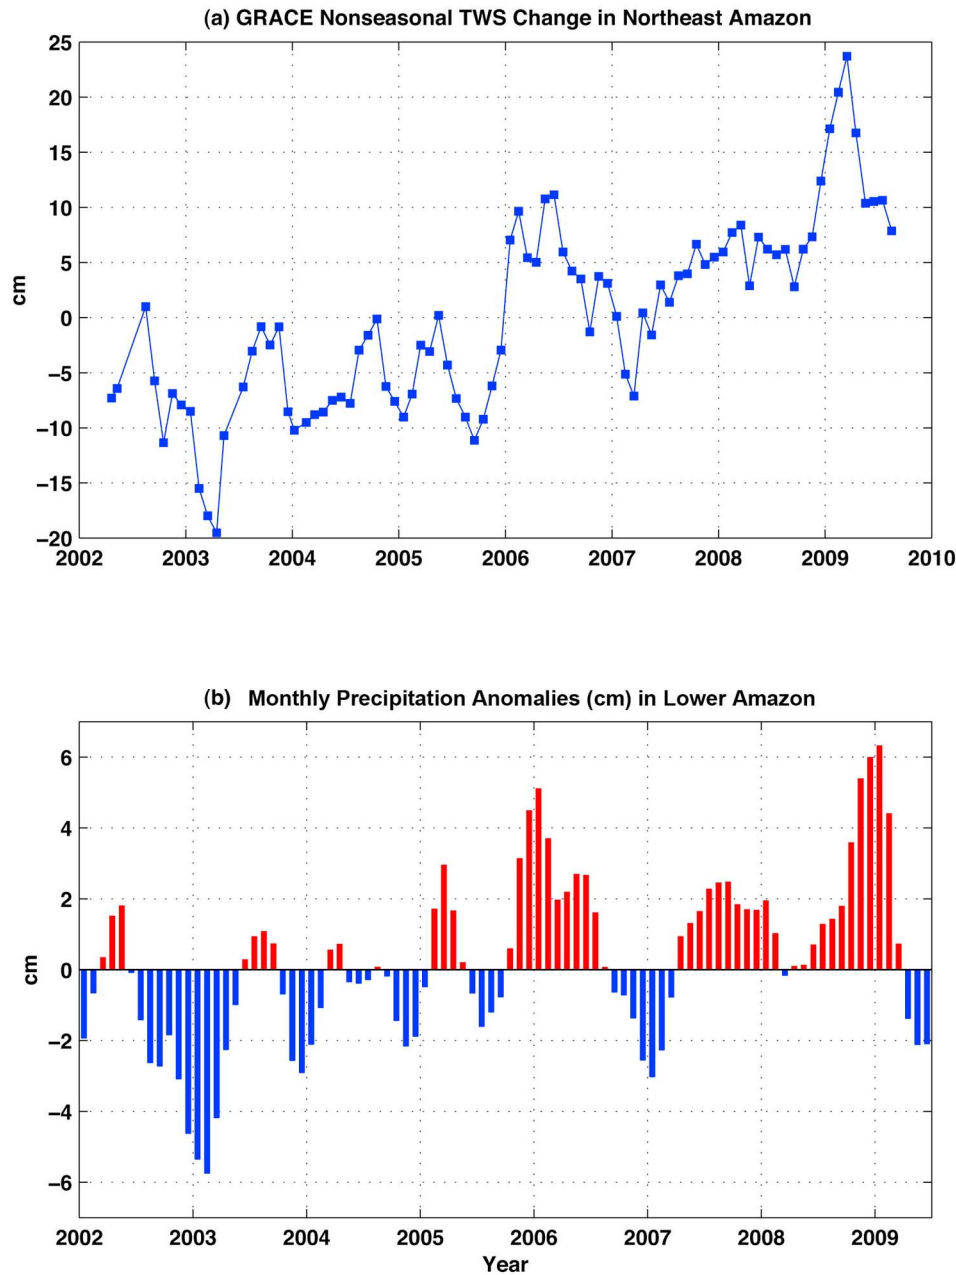 (a) GRACE Nonseasonal TWS Change in Northeast Amazon
25
20
15
10
5
0
−5
−10
−15
−20
cm
2002 2003 2004 2005 2006 2007 2008 2009 2010
(b) Monthly Precipitation Anomalies (cm) in Lower Amazon
6
4
2
0
−2
−4
−6
cm
2002 2003 2004 2005 2006 2007 2008 2009
Year